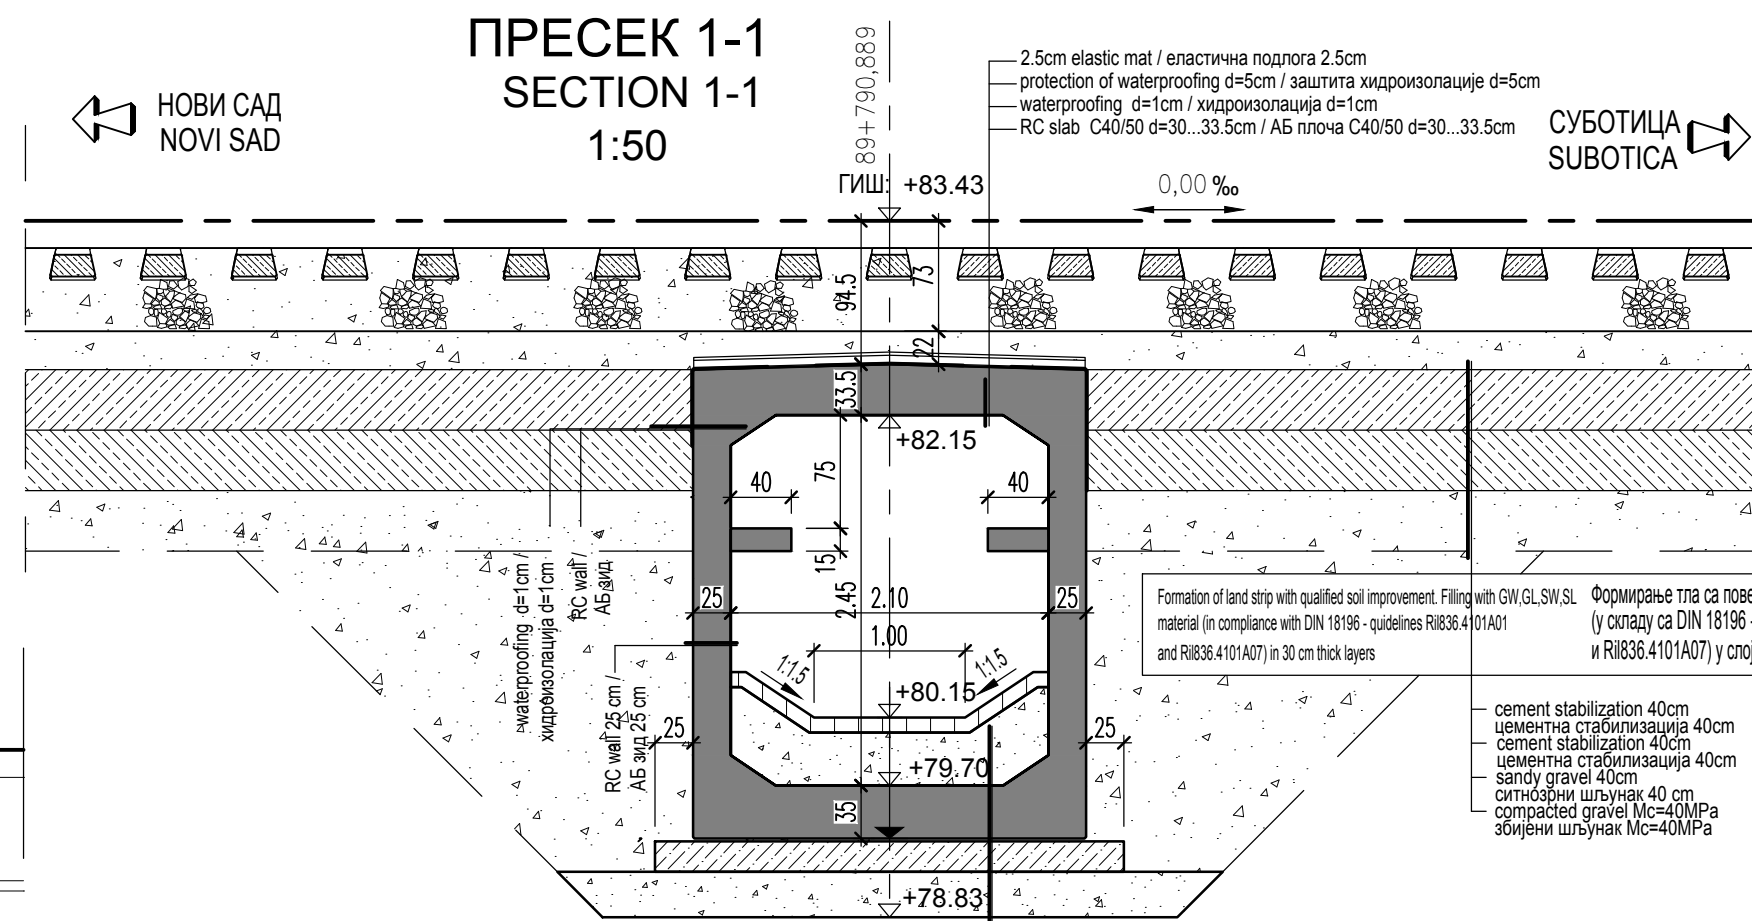 ПРЕСЕК 1-1
SECTION 1-1
1:50
НОВИ САД
NOVI SAD
89+790,889
2.5cm elastic mat / еластична подлога 2.5cm
protection of waterproofing d=5cm / заштита хидроизолације d=5cm
waterproofing d=1cm / хидроизолација d=1cm
RC slab C40/50 d=30...33.5cm / АБ плоча C40/50 d=30...33.5cm
СУБОТИЦА
SUBOTICA
ГИШ: +83.43
0,00 ‰
94.5
73
22
33.5
+82.15
75
40
40
15
2.45
25
2.10
25
1.00
1:1.5
1:1.5
+80.15
25
25
+79.70
35
+78.83
waterproofing d=1cm /
хидроизолација d=1cm
RC wall /
АБ зид
RC wall 25 cm /
АБ зид 25 cm
Formation of land strip with qualified soil improvement. Filling with GW,GL,SW,SL
material (in compliance with DIN 18196 - quidelines Ril836.4101A01
and Ril836.4101A07) in 30 cm thick layers
Формирање тла са пове
(у складу са DIN 18196 -
и Ril836.4101A07) у слој
cement stabilization 40cm
цементна стабилизација 40cm
cement stabilization 40cm
цементна стабилизација 40cm
sandy gravel 40cm
ситнозрни шљунак 40 cm
compacted gravel Mc=40MPa
збијени шљунак Mc=40MPa